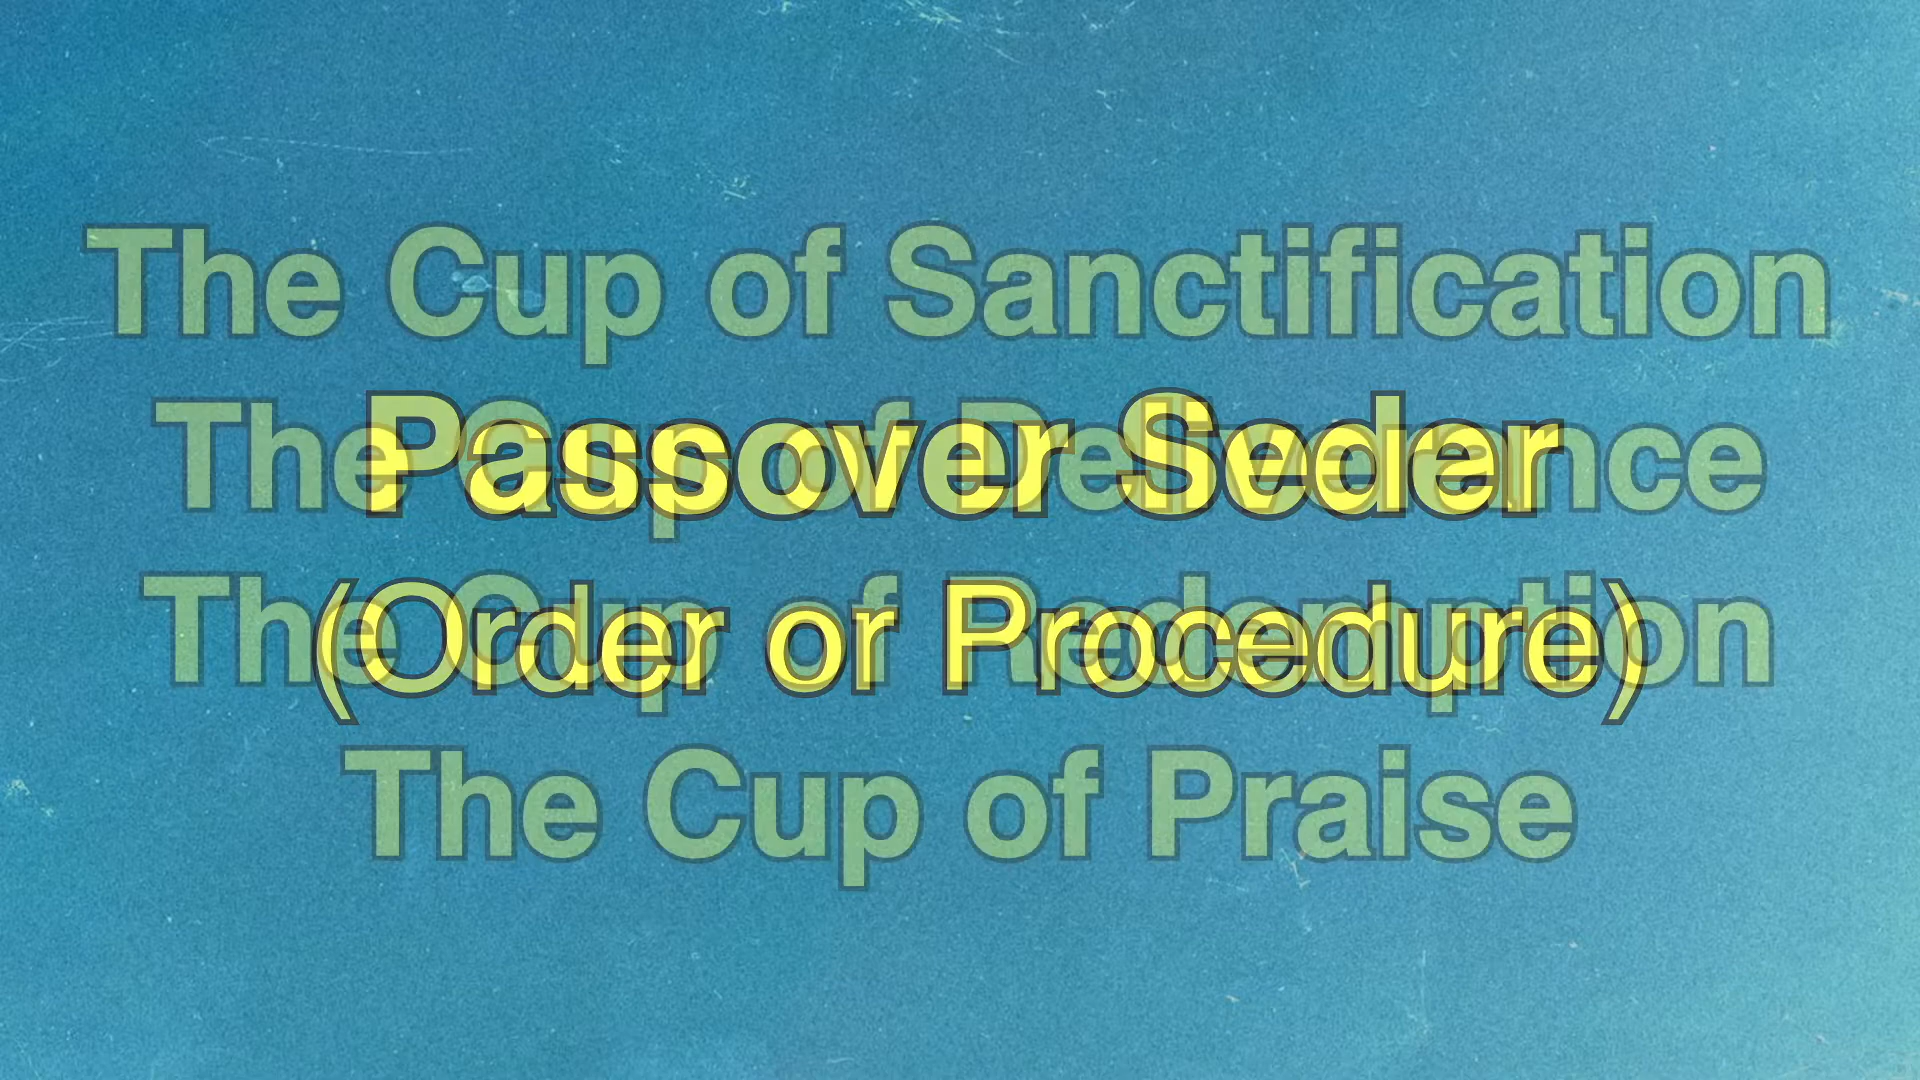 The Cup of Sanctification
The Cup of Deliverance
Passover Seder
The Cup of Redemption
(Order or Procedure)
The Cup of Praise